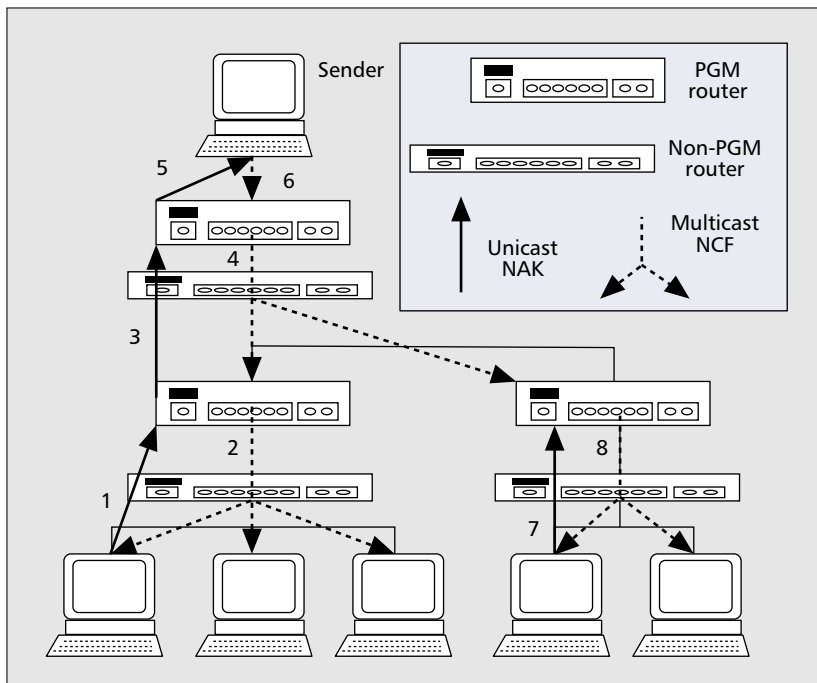 Sender
PGM
router
Non-PGM
router
Unicast
NAK
Multicast
NCF
5
6
4
3
2
8
1
7